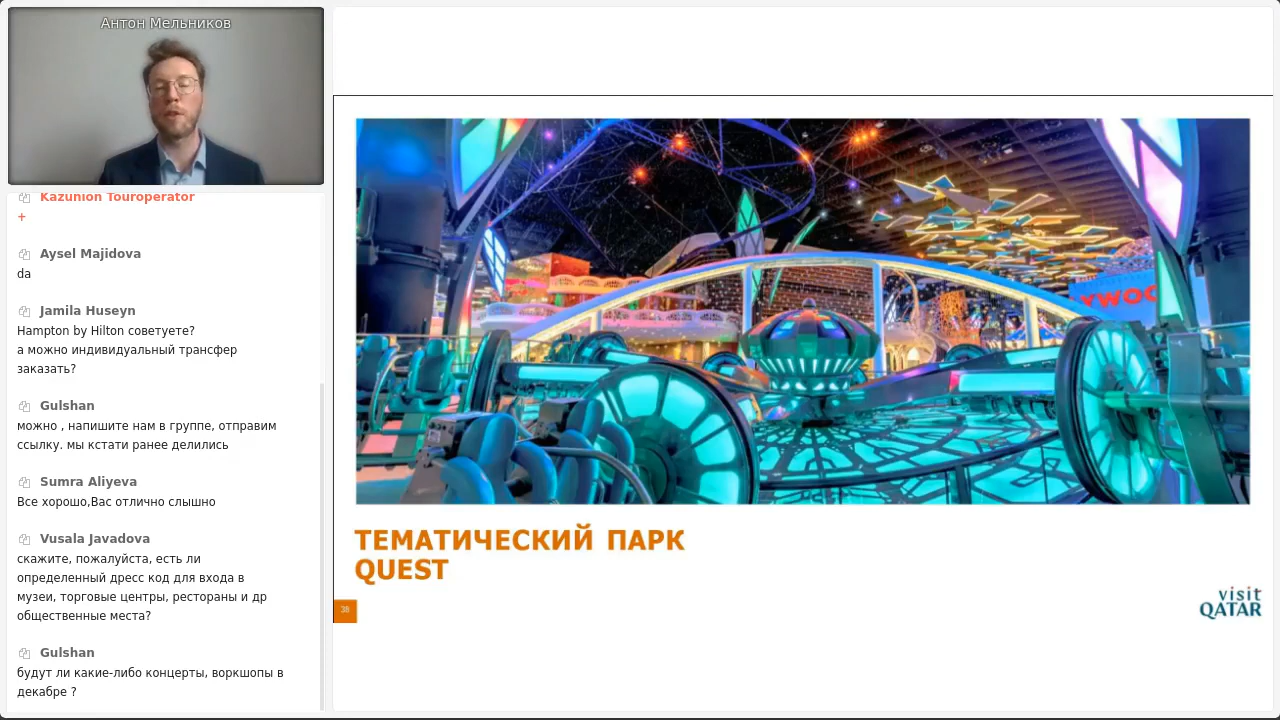 Антон Мельников
Kazunion Touroperator
+
Aysel Majidova
da
Jamila Huseyn
Hampton by Hilton советуете?
а можно индивидуальный трансфер
заказать?
Gulshan
можно , напишите нам в группе, отправим
ссылку. мы кстати ранее делились
Sumra Aliyeva
Все хорошо,Вас отлично слышно
Vusala Javadova
скажите, пожалуйста, есть ли
определенный дресс код для входа в
музеи, торговые центры, рестораны и др
общественные места?
Gulshan
будут ли какие-либо концерты, воркшопы в
декабре ?
YWOO
ТЕМАТИЧЕСКИЙ ПАРК
QUEST
38
visit
QATAR